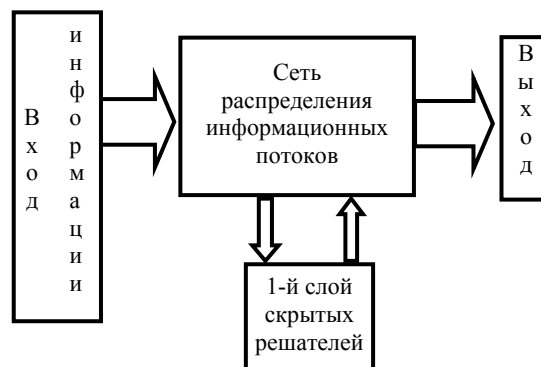 Вход
информации
Сеть
распределения
информационных
потоков
Выход
1-й слой
скрытых
решателей